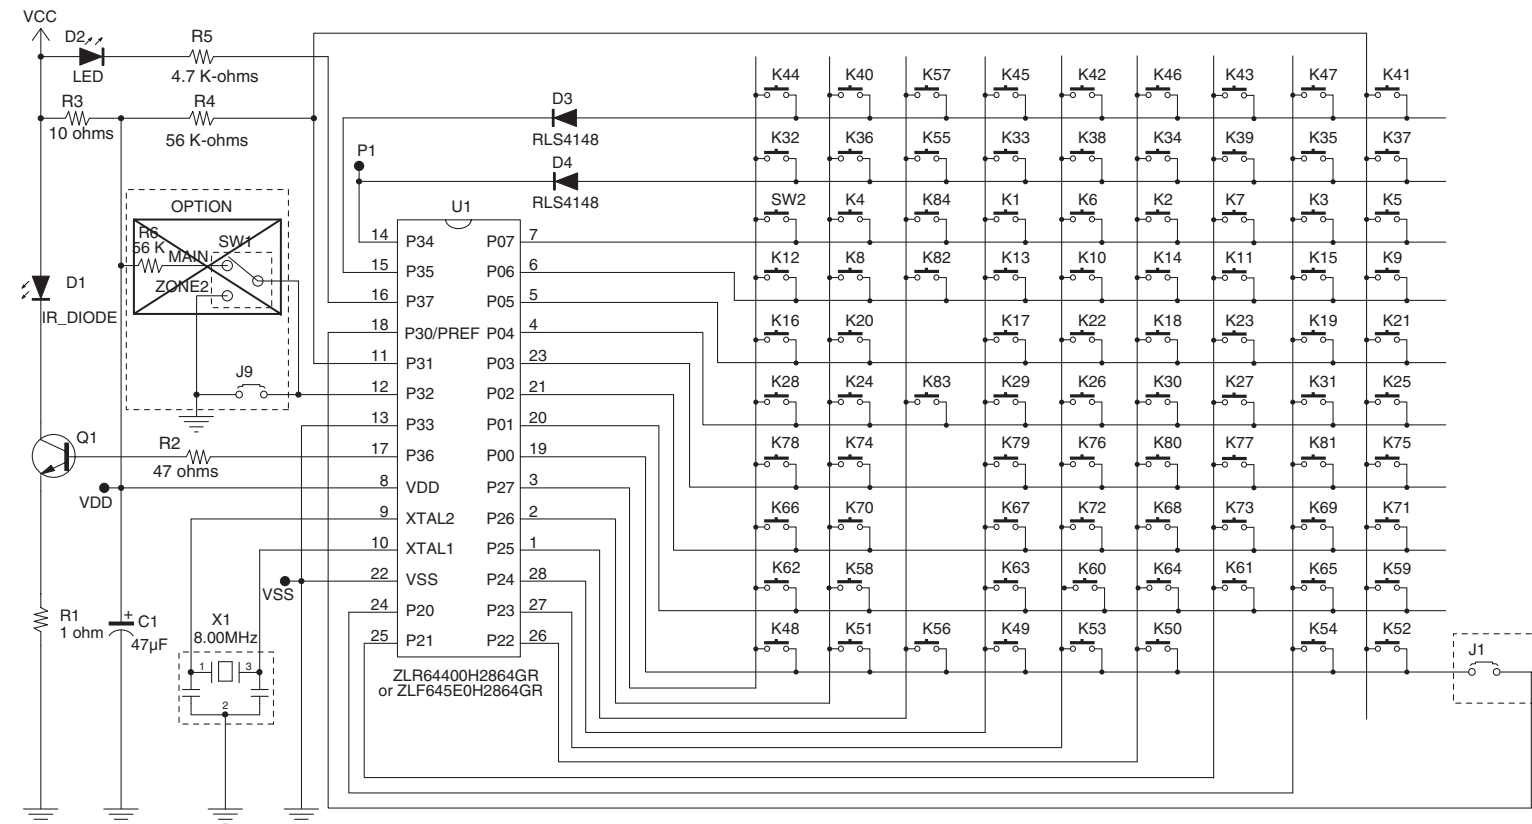 VCC
D2
R5
LED
4.7 K-ohms
R3
R4
10 ohms
56 K-ohms
D3
RLS4148
P1
D4
RLS4148
OPTION
R6
56 K
SW1
MAIN
ZONE2
D1
IR_DIODE
J9
Q1
R2
47 ohms
VDD
VSS
R1
1 ohm
+
C1
47µF
X1
8.00MHz
1
3
2
U1
14 P34 P07 7
15 P35 P06 6
16 P37 P05 5
18 P30/PREF P04 4
11 P31 P03 23
12 P32 P02 21
13 P33 P01 20
17 P36 P00 19
8 VDD P27 3
9 XTAL2 P26 2
10 XTAL1 P25 1
22 VSS P24 28
24 P20 P23 27
25 P21 P22 26
ZLR64400H2864GR
or ZLF645E0H2864GR
K44 K40 K57 K45 K42 K46 K43 K47 K41
K32 K36 K55 K33 K38 K34 K39 K35 K37
SW2 K4 K84 K1 K6 K2 K7 K3 K5
K12 K8 K82 K13 K10 K14 K11 K15 K9
K16 K20 K17 K22 K18 K23 K19 K21
K28 K24 K83 K29 K26 K30 K27 K31 K25
K78 K74 K79 K76 K80 K77 K81 K75
K66 K70 K67 K72 K68 K73 K69 K71
K62 K58 K63 K60 K64 K61 K65 K59
K48 K51 K56 K49 K53 K50 K54 K52
J1